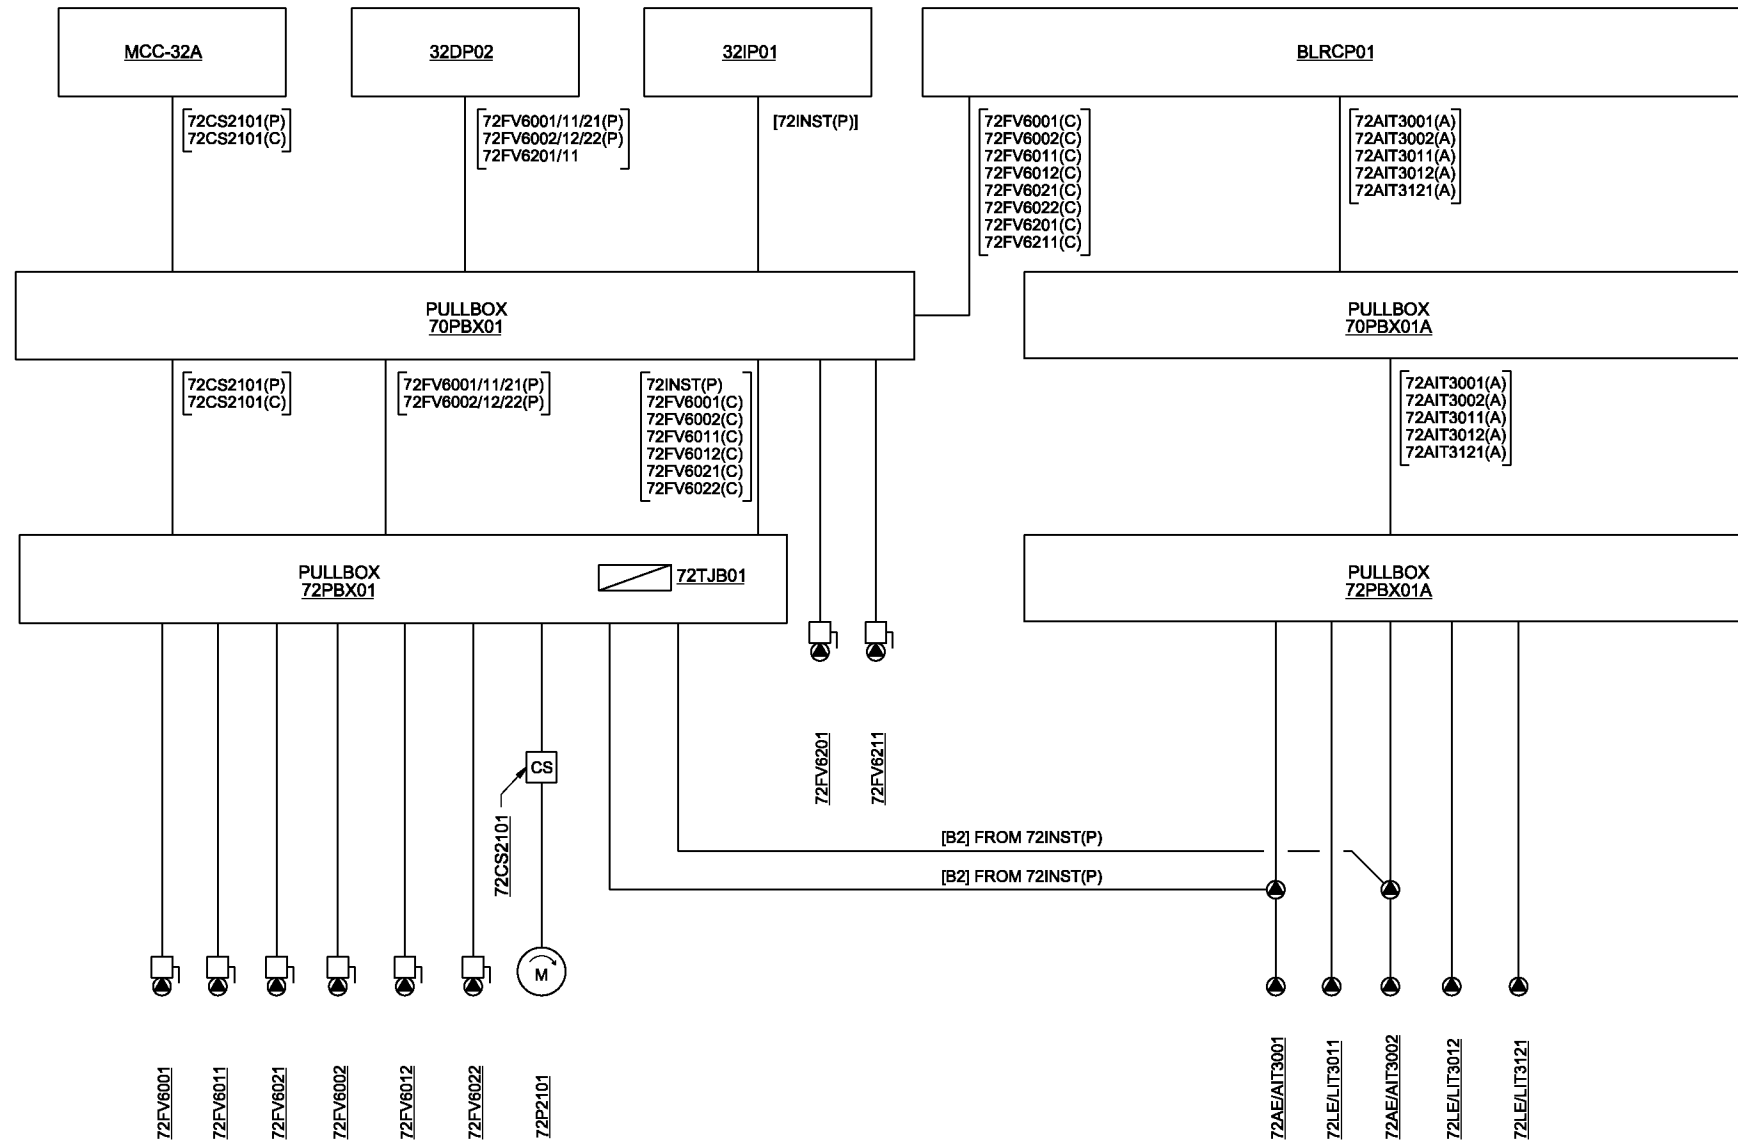 MCC-32A
32DP02
32IP01
BLRCP01
72CS2101(P)
72CS2101(C)
72FV6001/11/21(P)
72FV6002/12/22(P)
72FV6201/11
[72INST(P)]
72FV6001(C)
72FV6002(C)
72FV6011(C)
72FV6012(C)
72FV6021(C)
72FV6022(C)
72FV6201(C)
72FV6211(C)
72AIT3001(A)
72AIT3002(A)
72AIT3011(A)
72AIT3012(A)
72AIT3121(A)
PULLBOX
70PBX01
PULLBOX
70PBX01A
72CS2101(P)
72CS2101(C)
72FV6001/11/21(P)
72FV6002/12/22(P)
72INST(P)
72FV6001(C)
72FV6002(C)
72FV6011(C)
72FV6012(C)
72FV6021(C)
72FV6022(C)
72AIT3001(A)
72AIT3002(A)
72AIT3011(A)
72AIT3012(A)
72AIT3121(A)
PULLBOX
72PBX01
72TJB01
PULLBOX
72PBX01A
72FV6201
72FV6211
CS
72CS2101
[B2] FROM 72INST(P)
[B2] FROM 72INST(P)
M
72FV6001
72FV6011
72FV6021
72FV6002
72FV6012
72FV6022
72P2101
72AE/AIT3001
72LE/LIT3011
72AE/AIT3002
72LE/LIT3012
72LE/LIT3121